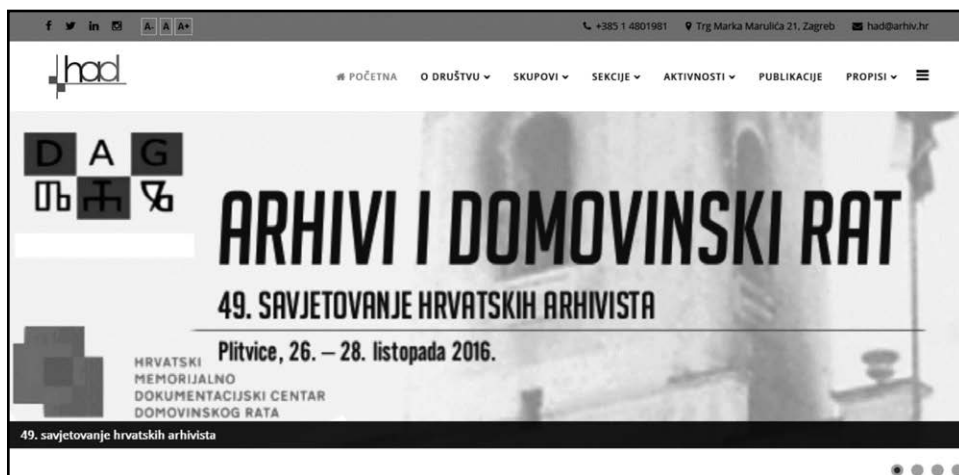 A- A A+ +385 1 4801981 Trg Marka Marulića 21, Zagreb had@arhiv.hr
had
POČETNA O DRUŠTVU SKUPOVI SEKCIJE AKTIVNOSTI PUBLIKACIJE PROPISI
D A G
ARHIVI I DOMOVINSKI RAT
49. SAVJETOVANJE HRVATSKIH ARHIVISTA
Plitvice, 26. – 28. listopada 2016.
HRVATSKI
MEMORIJALNO
DOKUMENTACIJSKI CENTAR
DOMOVINSKOG RATA
49. savjetovanje hrvatskih arhivista